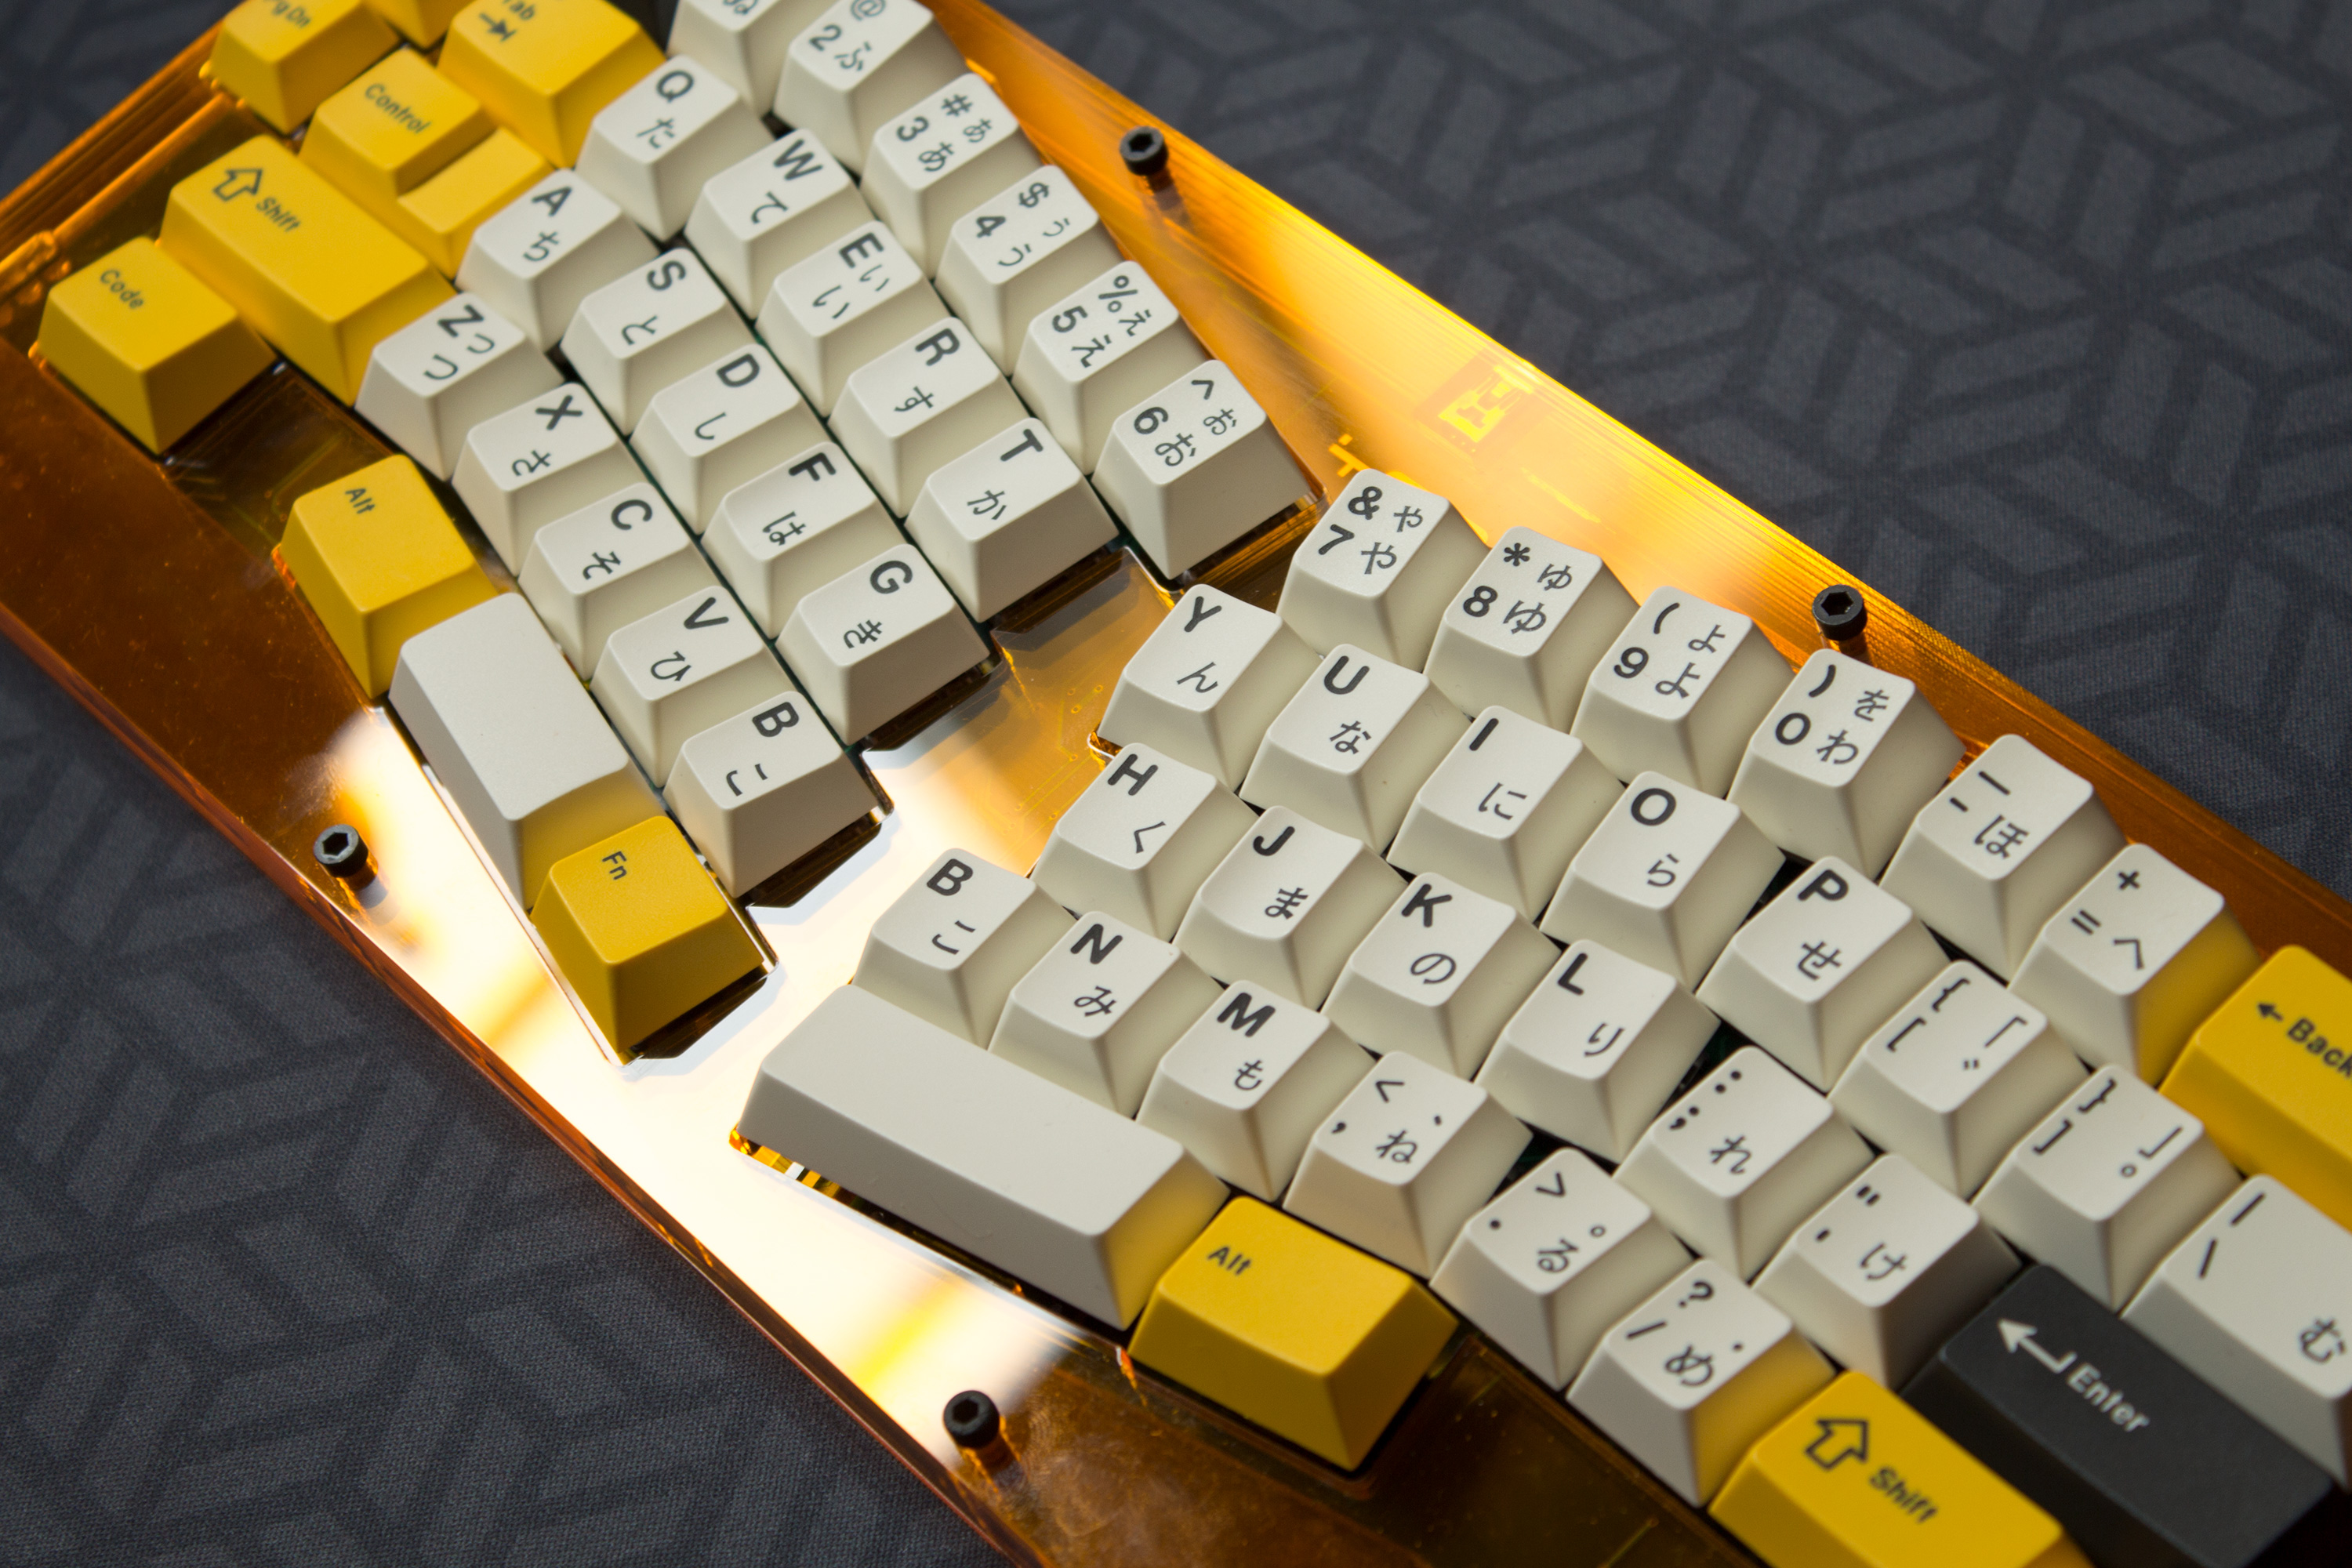 Pg Dn
Tab
@
2 ふ
# ぁ
3 あ
$ ぅ
4 う
% ぇ
5 え
^ ぉ
6 お
Control
Q
た
W
て
E ぃ
い
R
す
T
か
Shift
A
ち
S
と
D
し
F
は
G
き
Code
Z っ
つ
X
さ
C
そ
V
ひ
B
こ
Alt
Fn
& ゃ
7 や
* ゅ
8 ゆ
( ょ
9 よ
) を
0 わ
—
- ほ
+
= へ
← Back
Y
ん
U
な
I
に
O
ら
P
せ
{ 「
[ ゛
} 」
] ゜
|
\ む
H
く
J
ま
K
の
L
り
:
; れ
"
' け
Enter
B
こ
N
み
M
も
< 、
, ね
> 。
. る
? ・
/ め
Shift
Alt